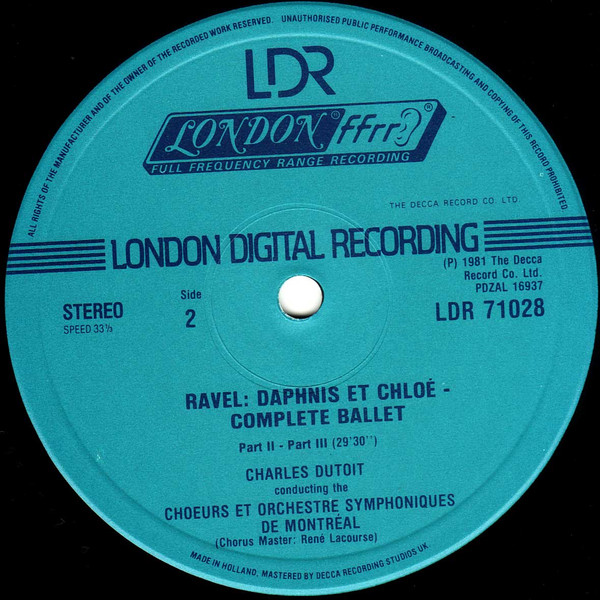 ALL RIGHTS OF THE MANUFACTURER AND OF THE OWNER OF THE RECORDED WORK RESERVED. UNAUTHORISED PUBLIC PERFORMANCE BROADCASTING AND COPYING OF THIS RECORD PROHIBITED
LDR
LONDON® ffrr®
FULL FREQUENCY RANGE RECORDING
THE DECCA RECORD CO. LTD.
LONDON DIGITAL RECORDING
(P) 1981 The Decca
Record Co. Ltd.
PDZAL 16937
LDR 71028
STEREO
SPEED 33⅓
Side
2
RAVEL: DAPHNIS ET CHLOÉ -
COMPLETE BALLET
Part II - Part III (29'30'')
CHARLES DUTOIT
conducting the
CHOEURS ET ORCHESTRE SYMPHONIQUES
DE MONTRÉAL
(Chorus Master: René Lacourse)
MADE IN HOLLAND, MASTERED BY DECCA RECORDING STUDIOS UK